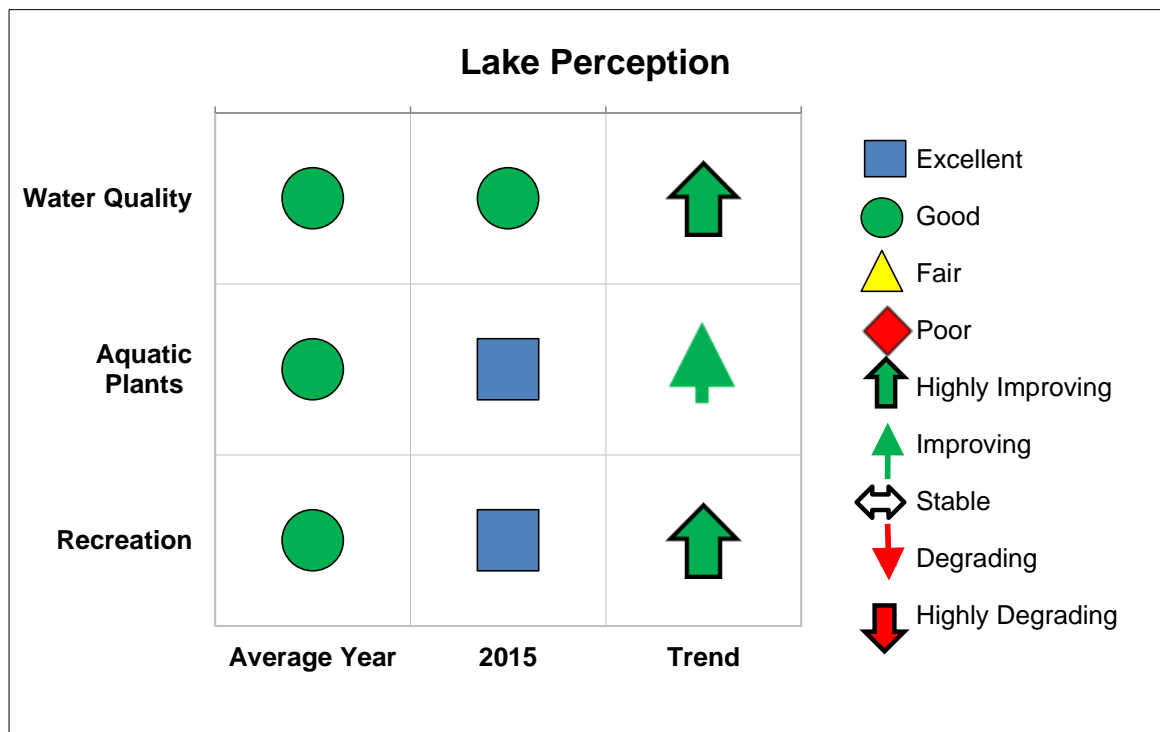 Lake Perception
Water Quality
Aquatic
Plants
Recreation
Average Year
2015
Trend
Excellent
Good
Fair
Poor
Highly Improving
Improving
Stable
Degrading
Highly Degrading